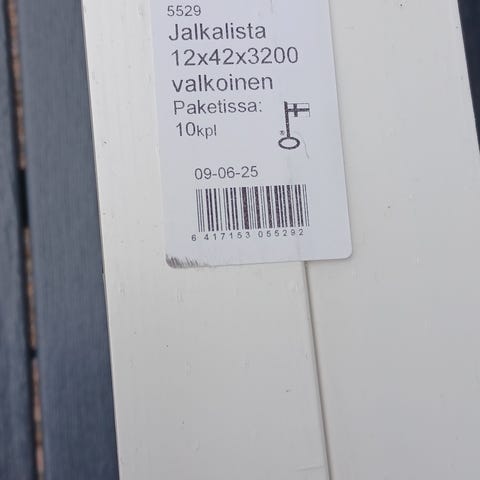 5529
Jalkalista
12x42x3200
valkoinen
Paketissa:
10kpl
09-06-25
6 417153 055292